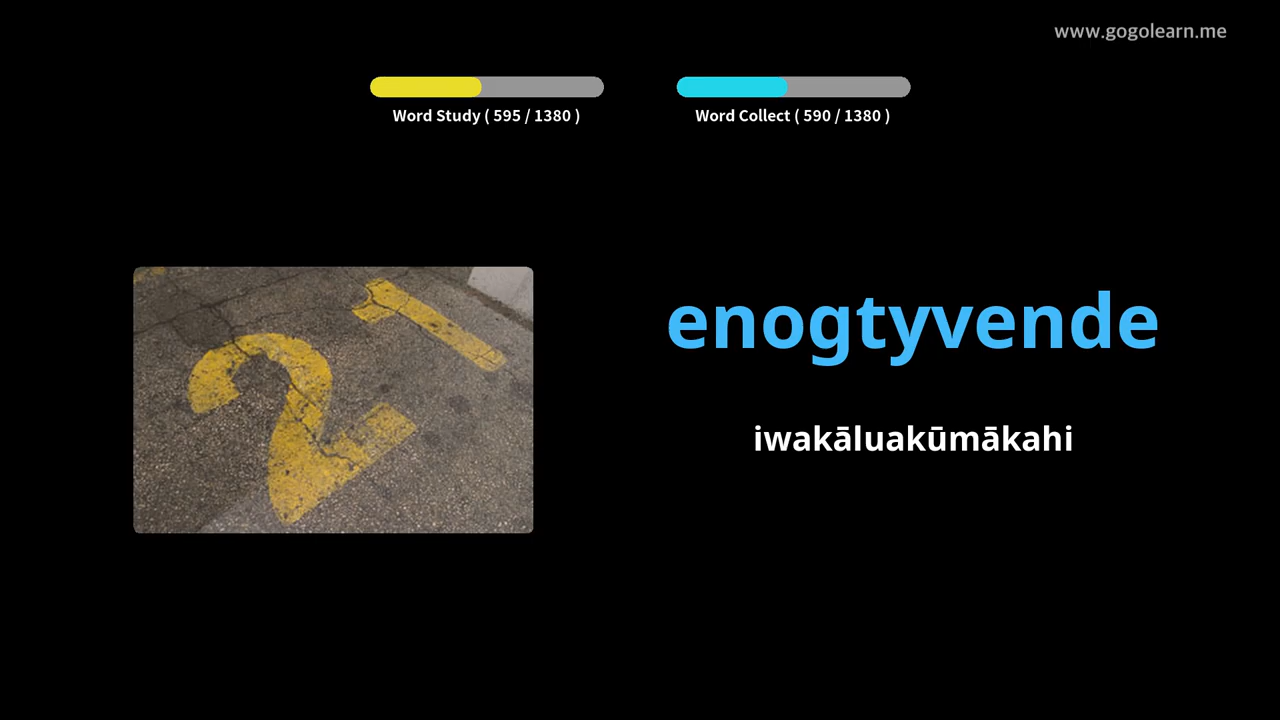 www.gogolearn.me
Word Study ( 595 / 1380 )
Word Collect ( 590 / 1380 )
21
enogtyvende
iwakāluakūmākahi